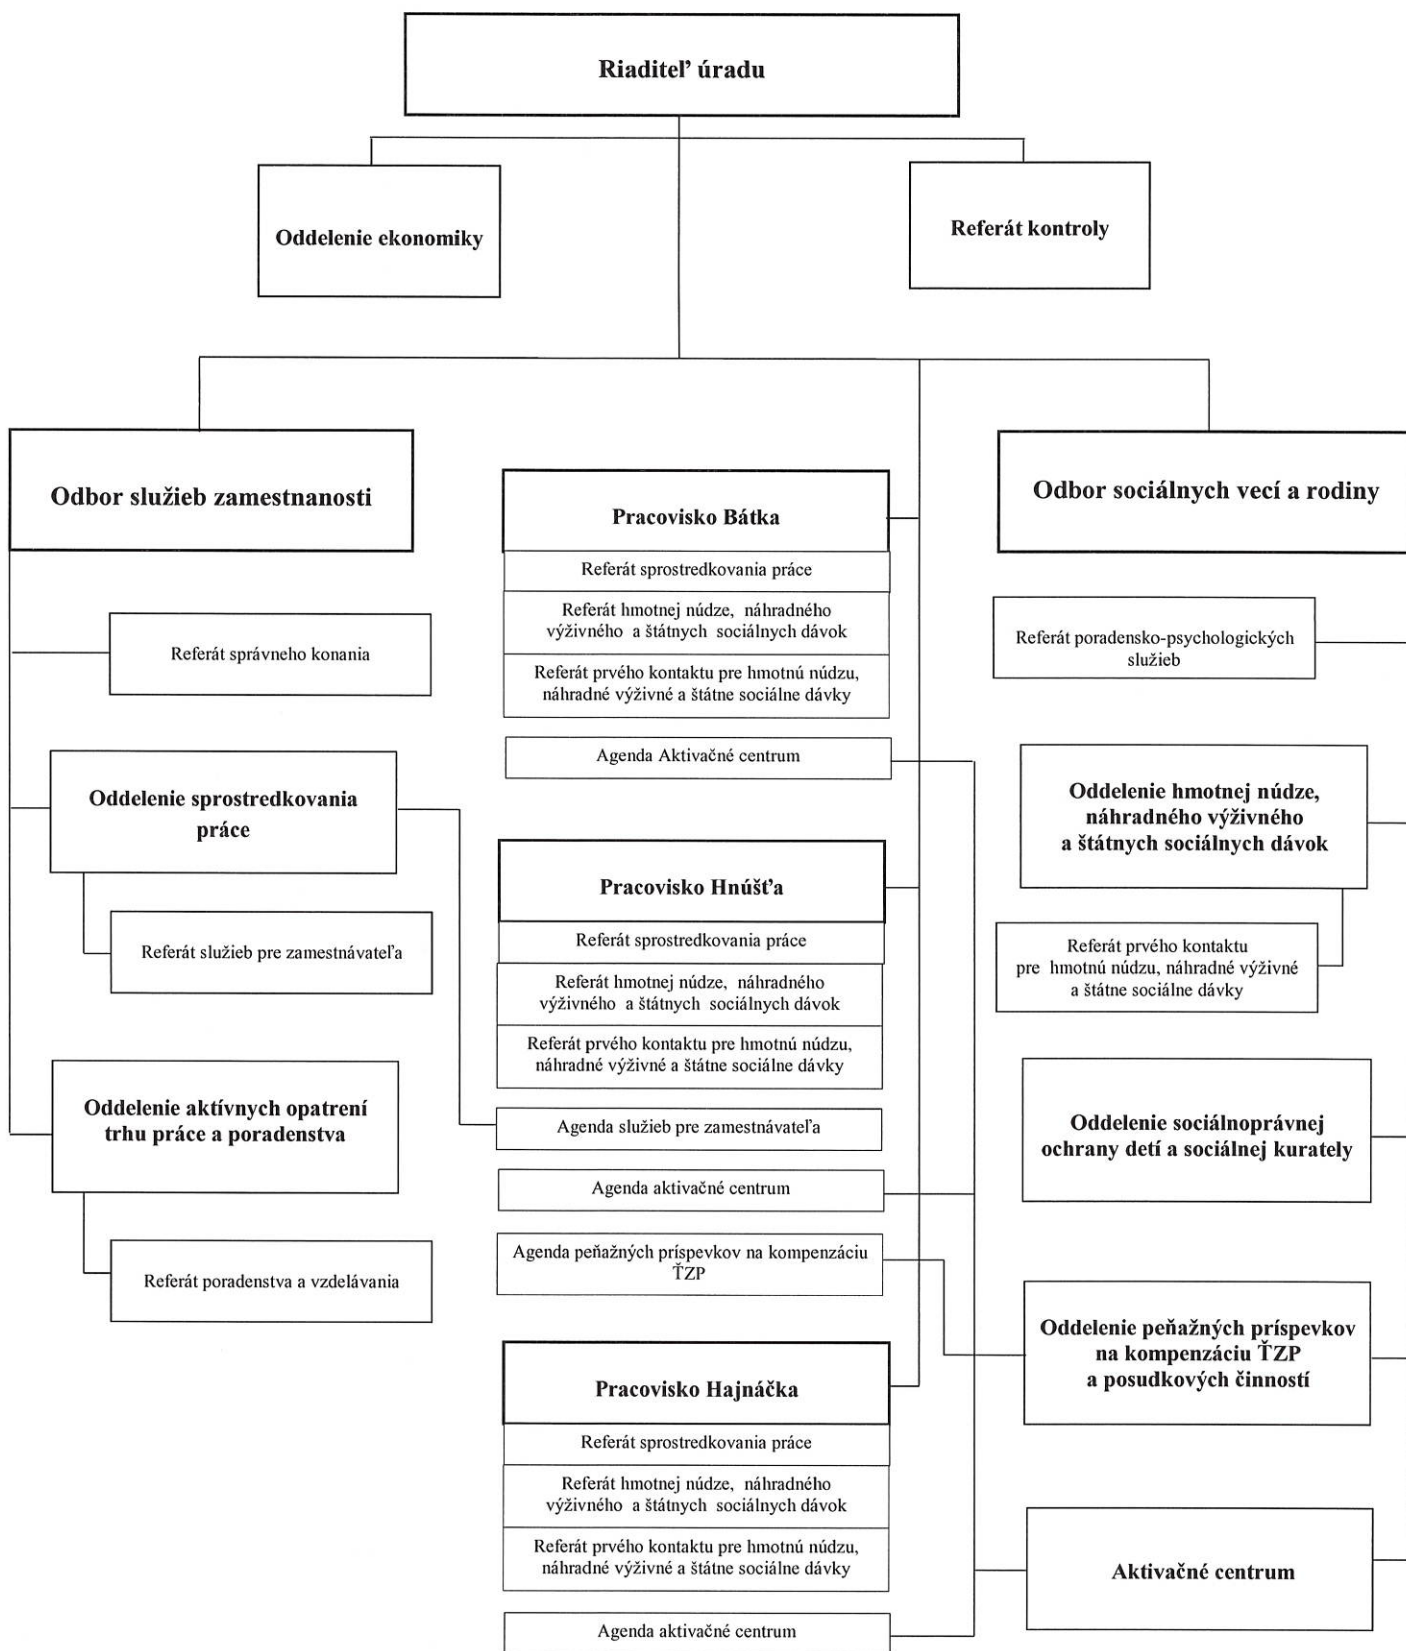 Riaditeľ úradu
Oddelenie ekonomiky
Referát kontroly
Odbor služieb zamestnanosti
Referát správneho konania
Oddelenie sprostredkovania
práce
Referát služieb pre zamestnávateľa
Oddelenie aktívnych opatrení
trhu práce a poradenstva
Referát poradenstva a vzdelávania
Pracovisko Bátka
Referát sprostredkovania práce
Referát hmotnej núdze, náhradného
výživného a štátnych sociálnych dávok
Referát prvého kontaktu pre hmotnú núdzu,
náhradné výživné a štátne sociálne dávky
Agenda Aktivačné centrum
Pracovisko Hnúšťa
Referát sprostredkovania práce
Referát hmotnej núdze, náhradného
výživného a štátnych sociálnych dávok
Referát prvého kontaktu pre hmotnú núdzu,
náhradné výživné a štátne sociálne dávky
Agenda služieb pre zamestnávateľa
Agenda aktivačné centrum
Agenda peňažných príspevkov na kompenzáciu
ŤZP
Pracovisko Hajnáčka
Referát sprostredkovania práce
Referát hmotnej núdze, náhradného
výživného a štátnych sociálnych dávok
Referát prvého kontaktu pre hmotnú núdzu,
náhradné výživné a štátne sociálne dávky
Agenda aktivačné centrum
Odbor sociálnych vecí a rodiny
Referát poradensko-psychologických
služieb
Oddelenie hmotnej núdze,
náhradného výživného
a štátnych sociálnych dávok
Referát prvého kontaktu
pre hmotnú núdzu, náhradné výživné
a štátne sociálne dávky
Oddelenie sociálnoprávnej
ochrany detí a sociálnej kurately
Oddelenie peňažných príspevkov
na kompenzáciu ŤZP
a posudkových činností
Aktivačné centrum